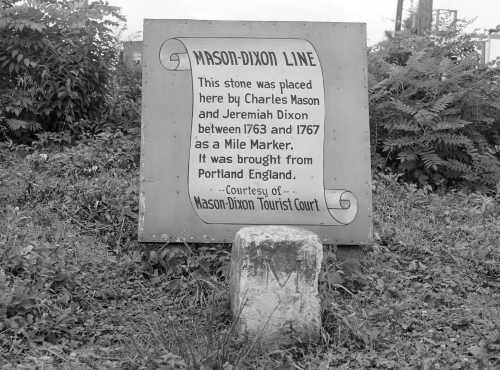 MASON-DIXON LINE
This stone was placed
here by Charles Mason
and Jeremiah Dixon
between 1763 and 1767
as a Mile Marker.
It was brought from
Portland England.
--Courtesy of--
MASON-DIXON TOURIST COURT
M